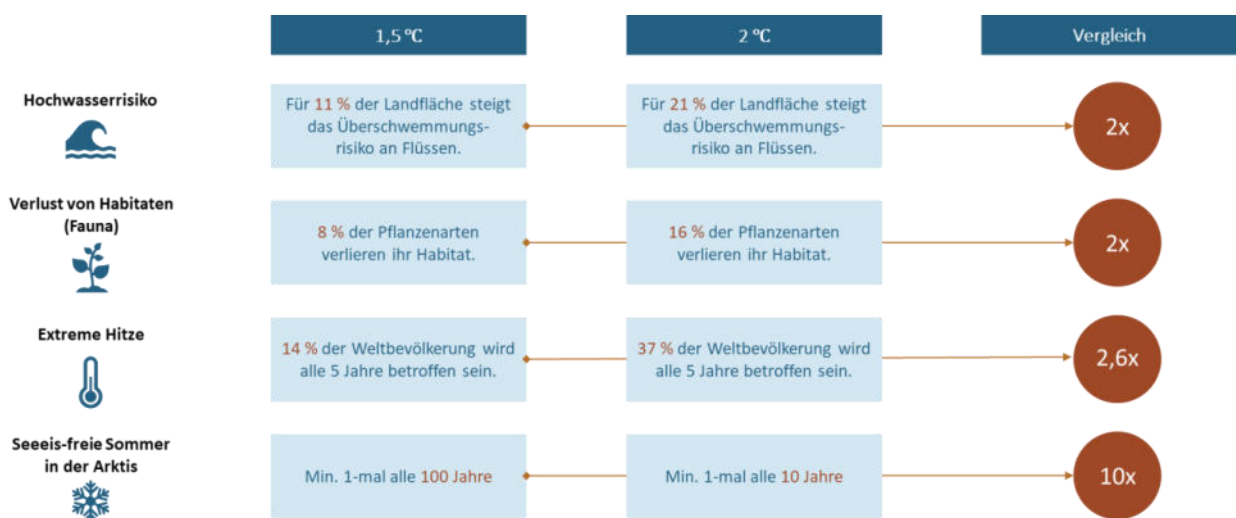 1,5 °C
2 °C
Vergleich
Hochwasserrisiko
Für 11 % der Landfläche steigt
das Überschwemmungs-
risiko an Flüssen.
Für 21 % der Landfläche steigt
das Überschwemmungs-
risiko an Flüssen.
2x
Verlust von Habitaten
(Fauna)
8 % der Pflanzenarten
verlieren ihr Habitat.
16 % der Pflanzenarten
verlieren ihr Habitat.
2x
Extreme Hitze
14 % der Weltbevölkerung wird
alle 5 Jahre betroffen sein.
37 % der Weltbevölkerung wird
alle 5 Jahre betroffen sein.
2,6x
Seeeis-freie Sommer
in der Arktis
Min. 1-mal alle 100 Jahre
Min. 1-mal alle 10 Jahre
10x